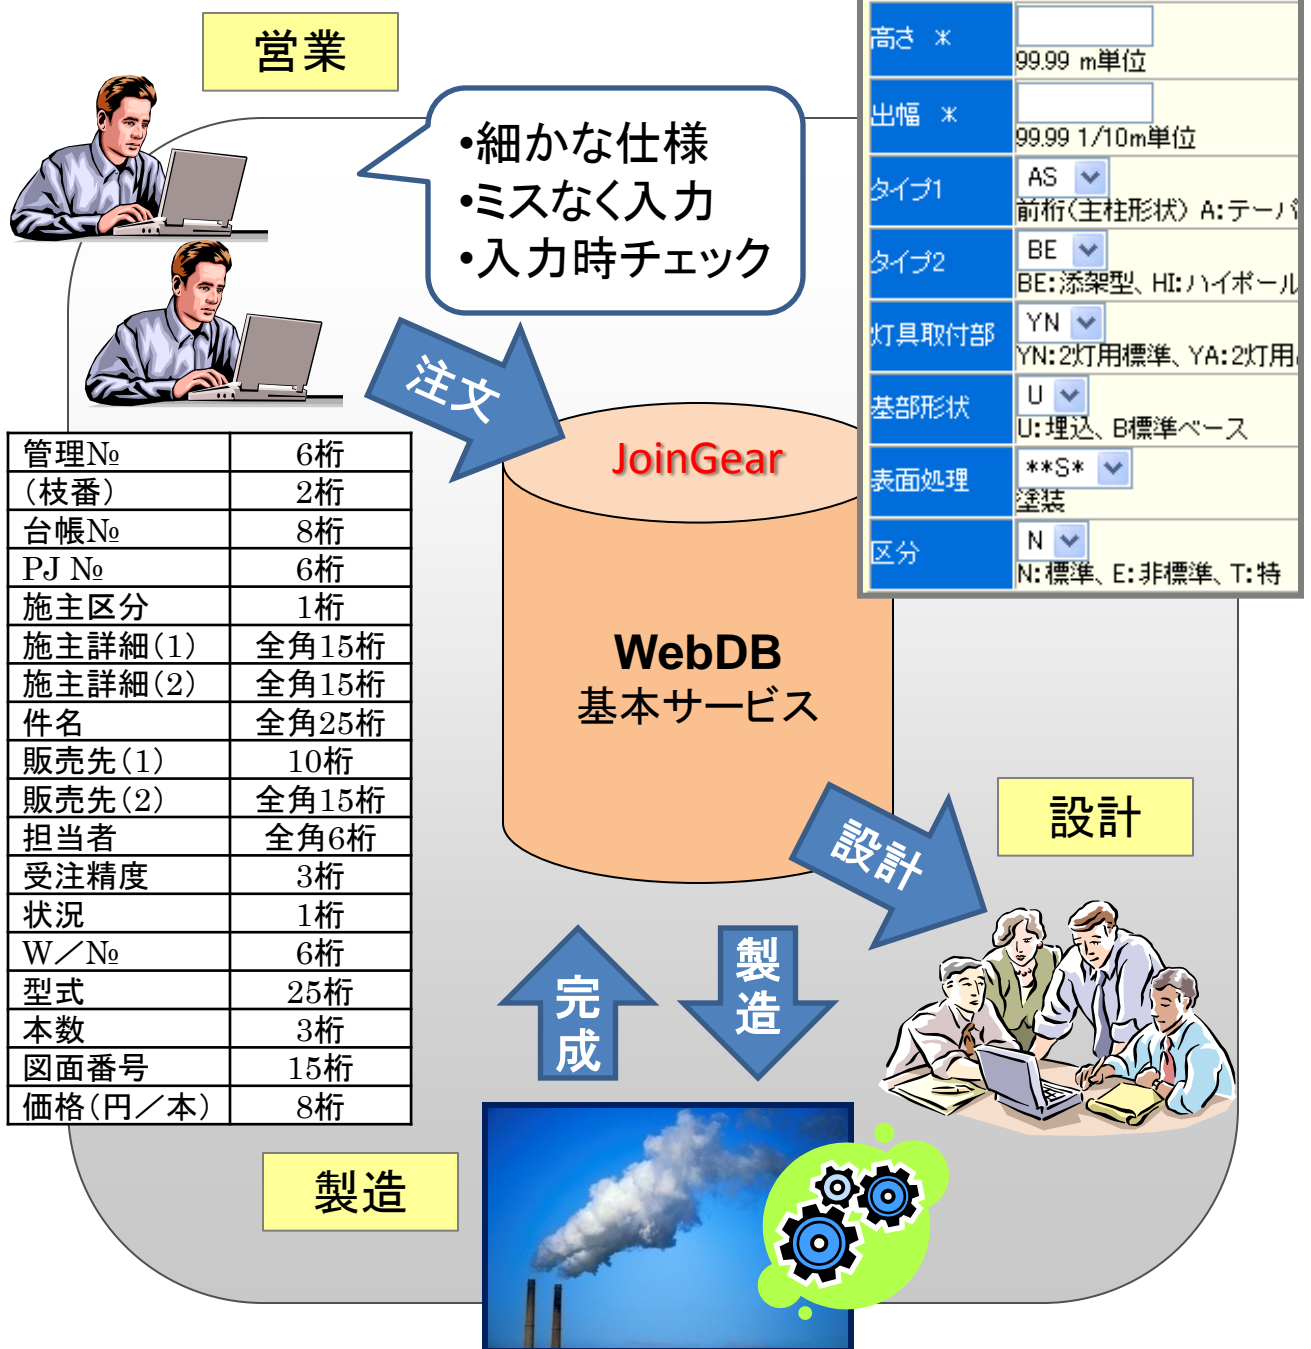 営業
•細かな仕様
•ミスなく入力
•入力時チェック
高さ ＊
99.99 m単位
出幅 ＊
99.99 1/10m単位
タイプ1
AS
前桁(主柱形状) A:テーパ
タイプ2
BE
BE:添架型、HI:ハイポール
灯具取付部
YN
YN:2灯用標準、YA:2灯用
基部形状
U
U:埋込、B標準ベース
表面処理
**S*
塗装
区分
N
N:標準、E:非標準、T:特
注文
JoinGear
WebDB
基本サービス
管理№ 6桁
(枝番) 2桁
台帳№ 8桁
PJ № 6桁
施主区分 1桁
施主詳細(1) 全角15桁
施主詳細(2) 全角15桁
件名 全角25桁
販売先(1) 10桁
販売先(2) 全角15桁
担当者 全角6桁
受注精度 3桁
状況 1桁
W／№ 6桁
型式 25桁
本数 3桁
図面番号 15桁
価格(円／本) 8桁
設計
設計
完成
製造
製造